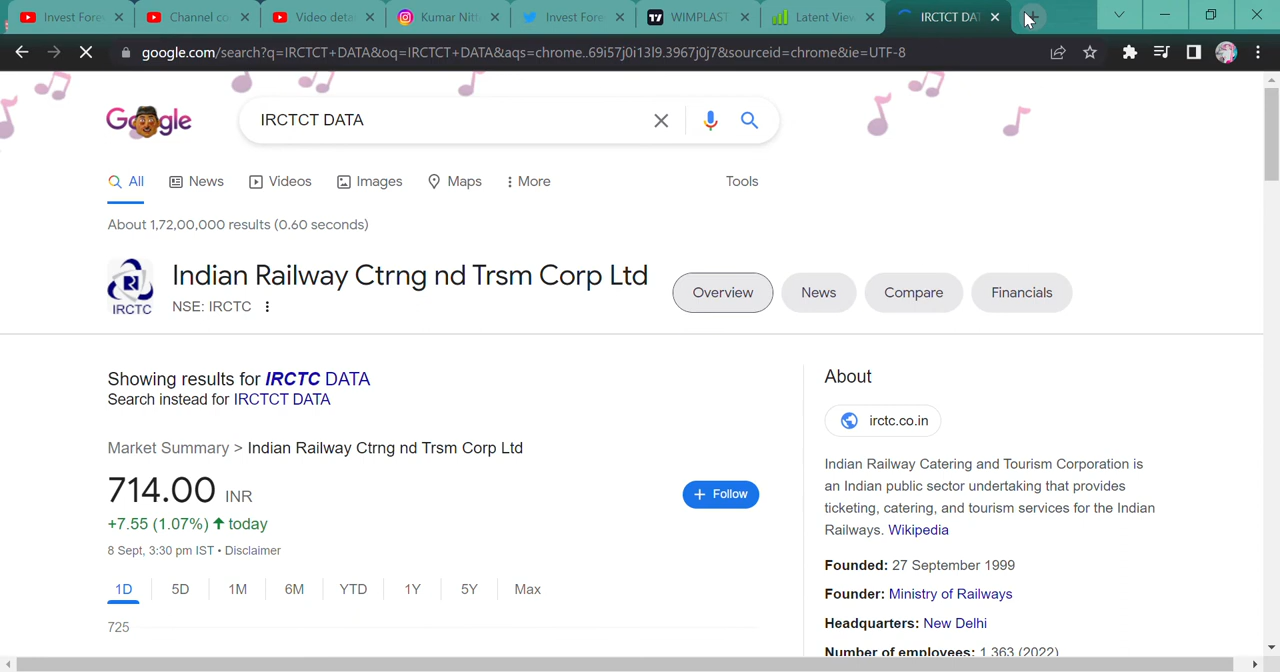 Invest Fore
Channel co
Video deta
Kumar Nitt
Invest Fore
WIMPLAST
Latent View
IRCTCT DAT
google.com/search?q=IRCTCT+DATA&oq=IRCTCT+DATA&aqs=chrome..69i57j0i13l9.3967j0j7&sourceid=chrome&ie=UTF-8
Google
IRCTCT DATA
All
News
Videos
Images
Maps
More
Tools
About 1,72,00,000 results (0.60 seconds)
IRCTC
Indian Railway Ctrng nd Trsm Corp Ltd
NSE: IRCTC
Overview
News
Compare
Financials
Showing results for IRCTC DATA
Search instead for IRCTCT DATA
Market Summary > Indian Railway Ctrng nd Trsm Corp Ltd
714.00 INR
+ Follow
+7.55 (1.07%) ↑ today
8 Sept, 3:30 pm IST • Disclaimer
1D
5D
1M
6M
YTD
1Y
5Y
Max
725
About
irctc.co.in
Indian Railway Catering and Tourism Corporation is
an Indian public sector undertaking that provides
ticketing, catering, and tourism services for the Indian
Railways. Wikipedia
Founded: 27 September 1999
Founder: Ministry of Railways
Headquarters: New Delhi
Number of employees: 1,363 (2022)